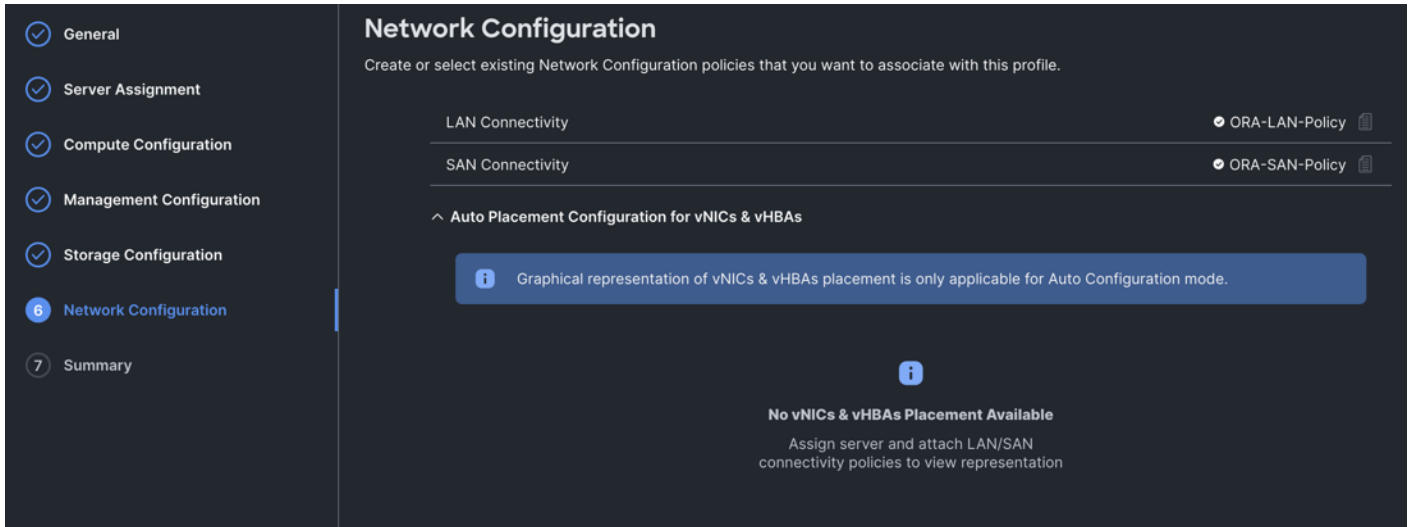 General
Server Assignment
Compute Configuration
Management Configuration
Storage Configuration
6 Network Configuration
7 Summary
Network Configuration
Create or select existing Network Configuration policies that you want to associate with this profile.
LAN Connectivity ORA-LAN-Policy
SAN Connectivity ORA-SAN-Policy
Auto Placement Configuration for vNICs & vHBAs
i Graphical representation of vNICs & vHBAs placement is only applicable for Auto Configuration mode.
i
No vNICs & vHBAs Placement Available
Assign server and attach LAN/SAN
connectivity policies to view representation